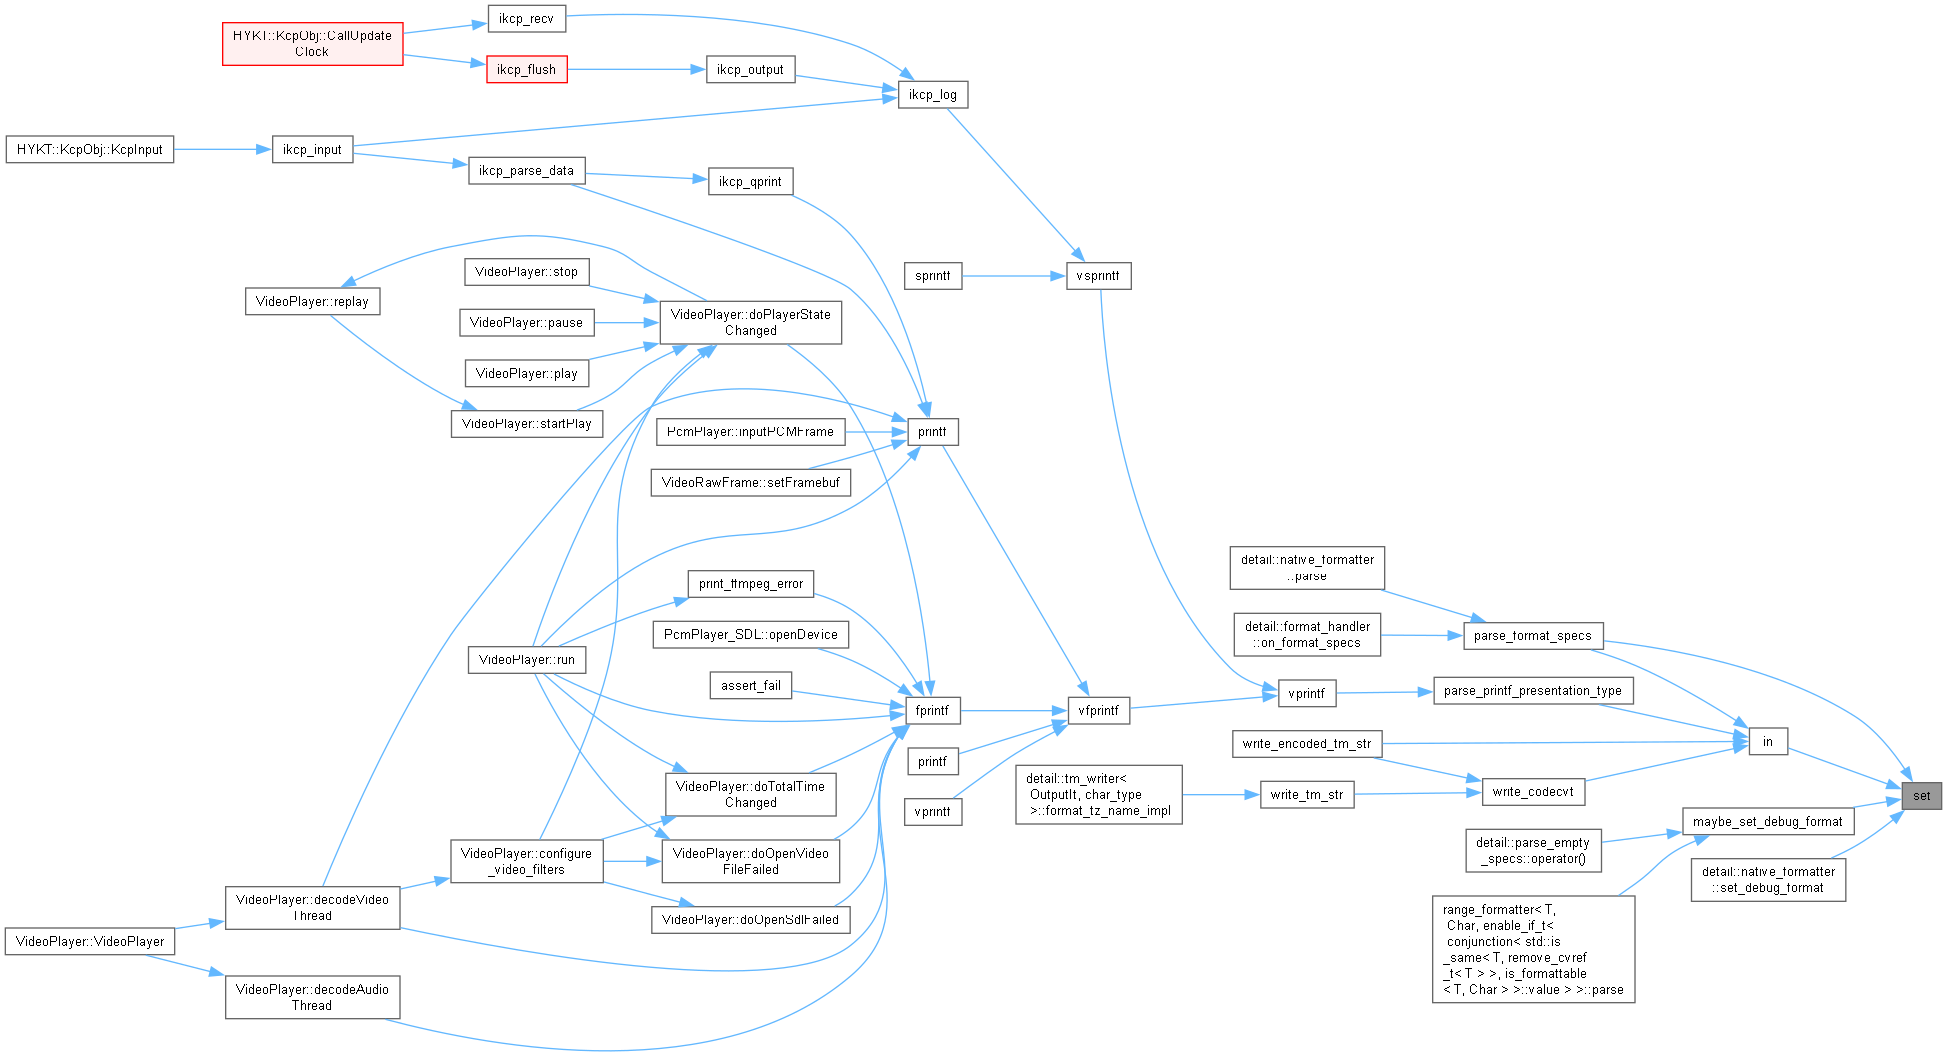 ikcp_recv
HYKT::KcpObj::CallUpdate
Clock
ikcp_flush
ikcp_output
ikcp_log
HYKT::KcpObj::KcpInput
ikcp_input
ikcp_parse_data
ikcp_qprint
VideoPlayer::stop
sprintf
vsprintf
VideoPlayer::replay
VideoPlayer::pause
VideoPlayer::doPlayerState
Changed
VideoPlayer::play
VideoPlayer::startPlay
PcmPlayer::inputPCMFrame
printf
VideoRawFrame::setFramebuf
detail::native_formatter
::parse
print_ffmpeg_error
detail::format_handler
::on_format_specs
parse_format_specs
PcmPlayer_SDL::openDevice
VideoPlayer::run
assert_fail
fprintf
vfprintf
vprintf
parse_printf_presentation_type
write_encoded_tm_str
in
printf
detail::tm_writer<
OutputIt, char_type
>::format_tz_name_impl
write_tm_str
write_codecvt
set
VideoPlayer::doTotalTime
Changed
vprintf
maybe_set_debug_format
detail::parse_empty
_specs::operator()
VideoPlayer::configure
_video_filters
VideoPlayer::doOpenVideo
FileFailed
detail::native_formatter
::set_debug_format
VideoPlayer::decodeVideo
Thread
VideoPlayer::doOpenSdlFailed
range_formatter< T,
Char, enable_if_t<
conjunction< std::is
_same< T, remove_cvref
_t< T > >, is_formattable
< T, Char > >::value > >::parse
VideoPlayer::VideoPlayer
VideoPlayer::decodeAudio
Thread